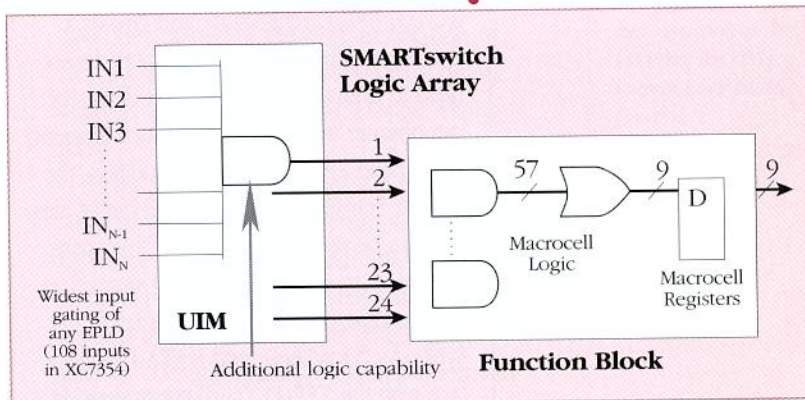 SMARTswitch
Logic Array
IN1
IN2
IN3
IN_N-1
IN_N
1
2
23
24
57
9
9
D
Macrocell
Logic
Macrocell
Registers
Widest input
gating of
any EPLD
(108 inputs
in XC7354)
UIM
Additional logic capability
Function Block